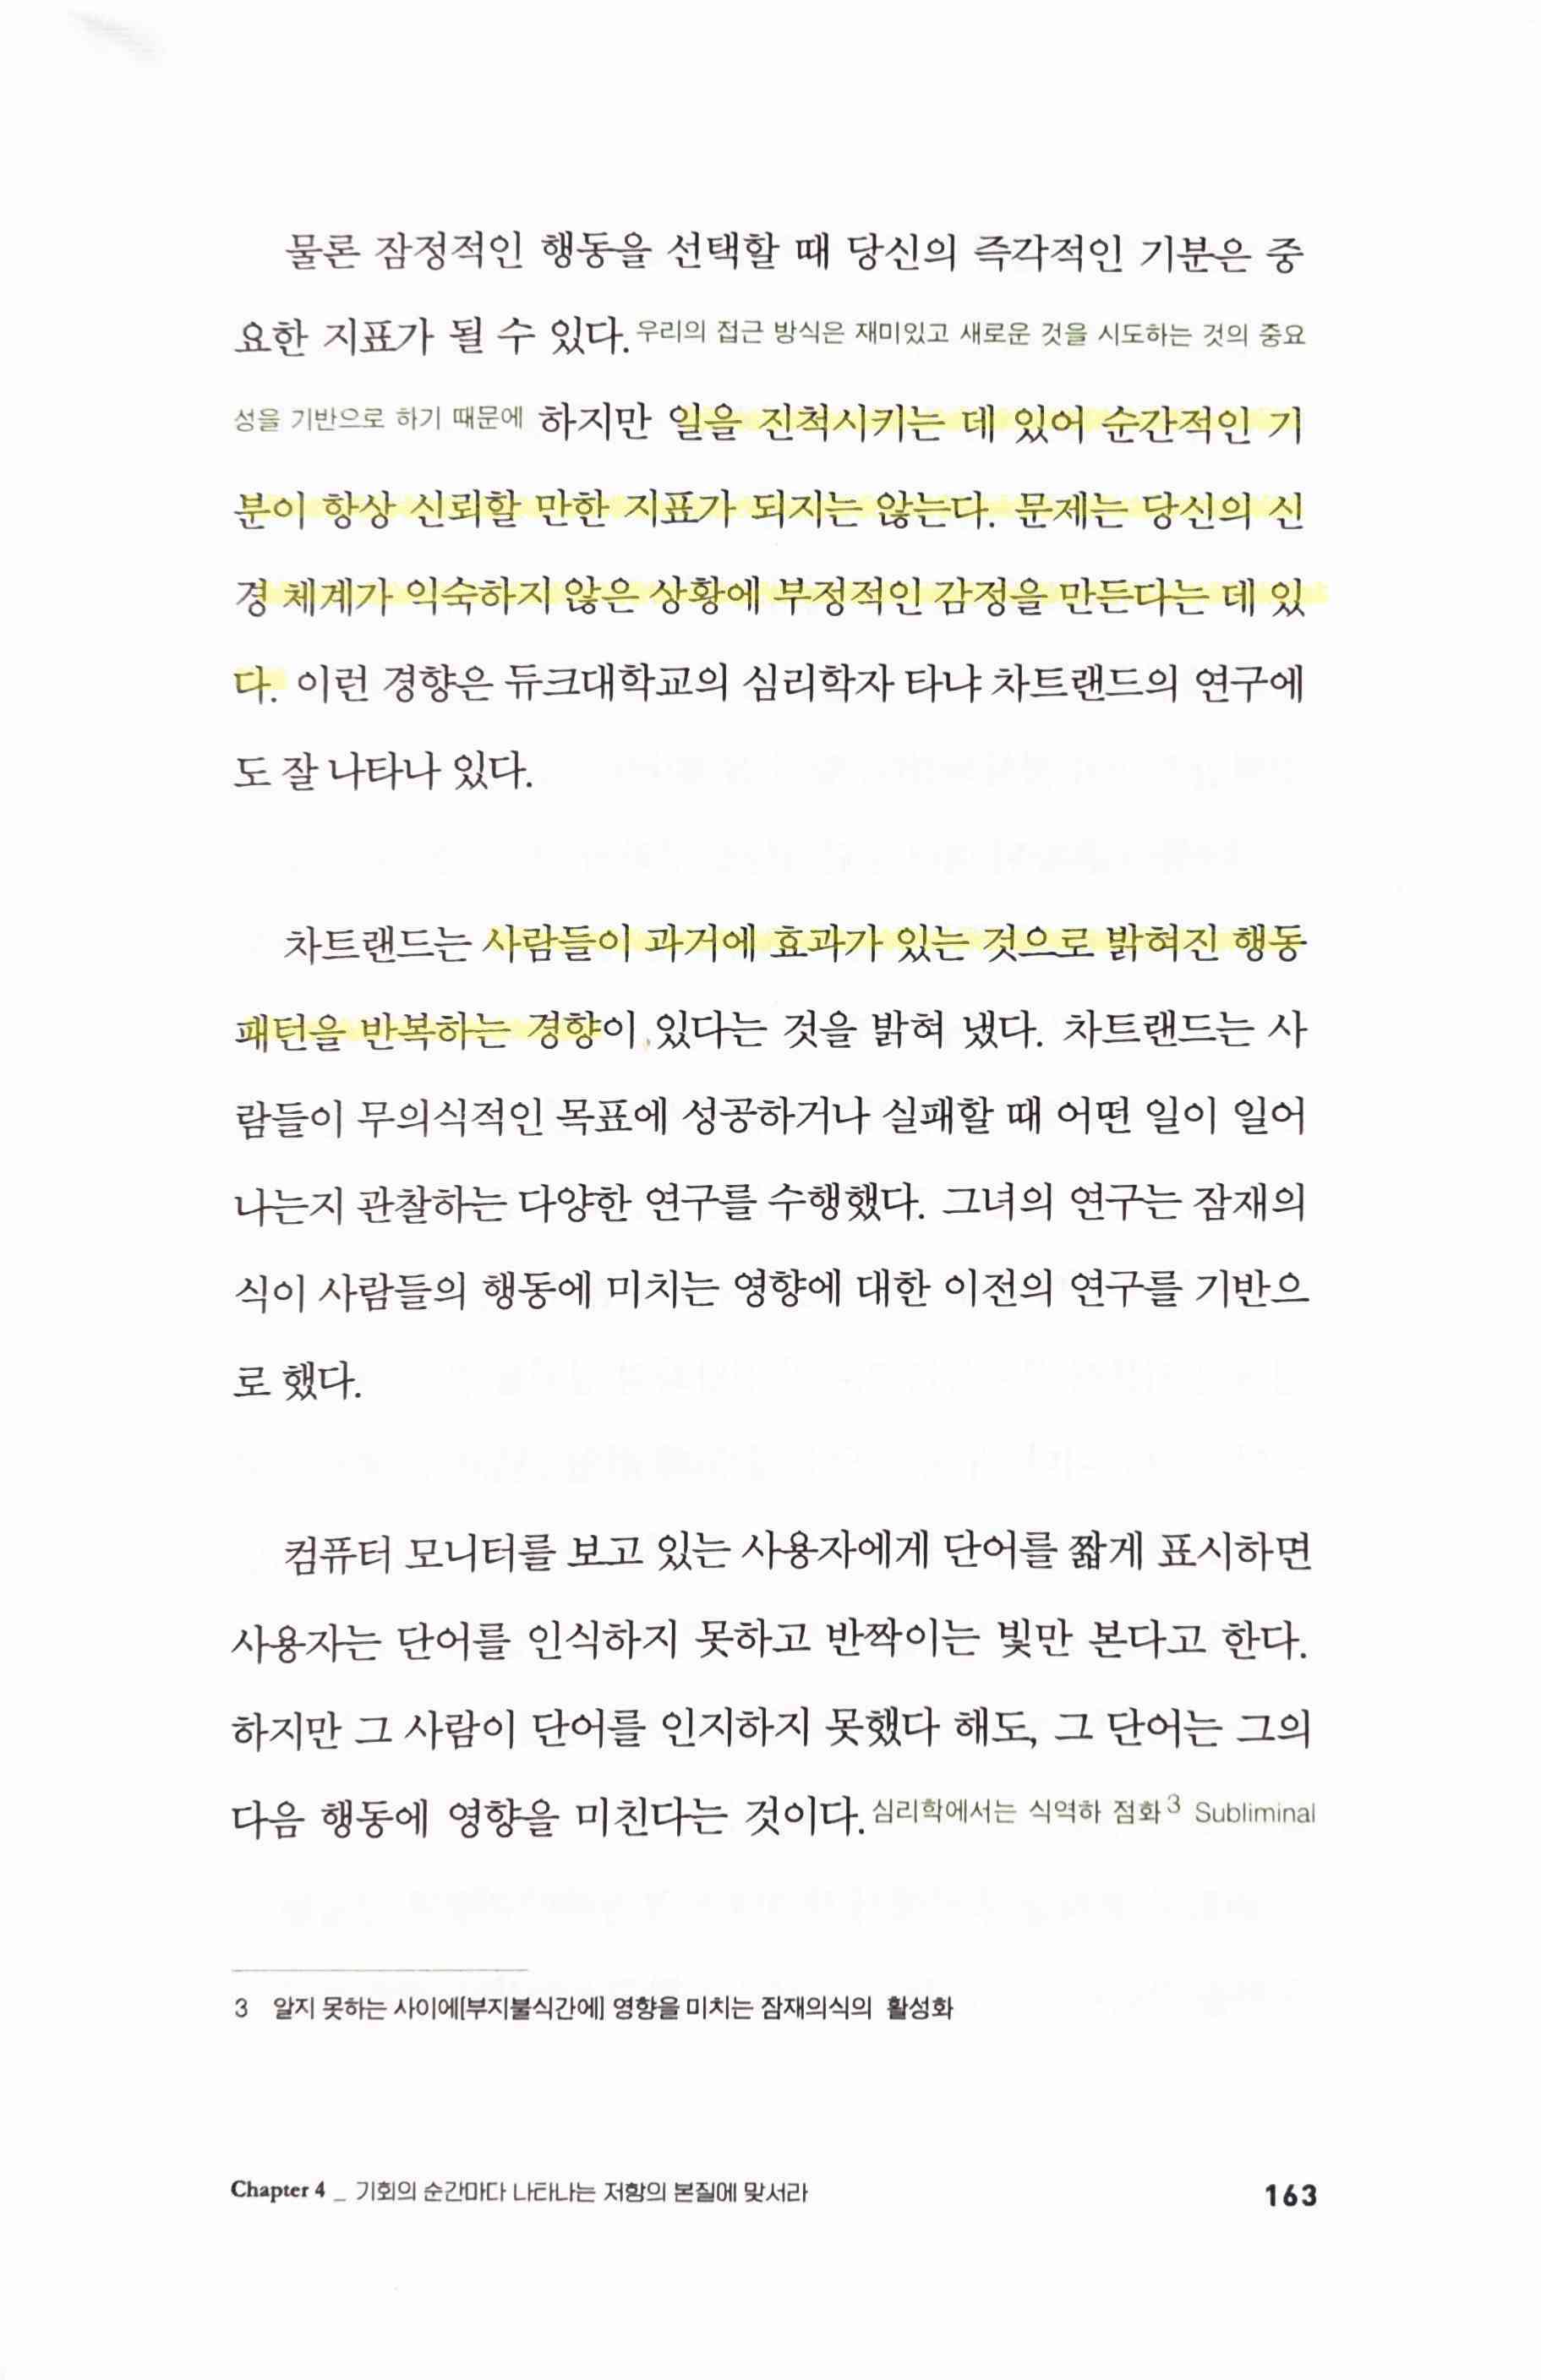 물론 잠정적인 행동을 선택할 때 당신의 즉각적인 기분은 중
요한 지표가 될 수 있다. 우리의 접근 방식은 재미있고 새로운 것을 시도하는 것의 중요
성을 기반으로 하기 때문에 하지만 일을 진척시키는 데 있어 순간적인 기
분이 항상 신뢰할 만한 지표가 되지는 않는다. 문제는 당신의 신
경 체계가 익숙하지 않은 상황에 부정적인 감정을 만든다는 데 있
다. 이런 경향은 듀크대학교의 심리학자 타냐 차트랜드의 연구에
도 잘 나타나 있다.
차트랜드는 사람들이 과거에 효과가 있는 것으로 밝혀진 행동
패턴을 반복하는 경향이 있다는 것을 밝혀 냈다. 차트랜드는 사
람들이 무의식적인 목표에 성공하거나 실패할 때 어떤 일이 일어
나는지 관찰하는 다양한 연구를 수행했다. 그녀의 연구는 잠재의
식이 사람들의 행동에 미치는 영향에 대한 이전의 연구를 기반으
로 했다.
컴퓨터 모니터를 보고 있는 사용자에게 단어를 짧게 표시하면
사용자는 단어를 인식하지 못하고 반짝이는 빛만 본다고 한다.
하지만 그 사람이 단어를 인지하지 못했다 해도, 그 단어는 그의
다음 행동에 영향을 미친다는 것이다. 심리학에서는 식역하 점화3 Subliminal
3 알지 못하는 사이에[부지불식간에] 영향을 미치는 잠재의식의 활성화
Chapter 4 _ 기회의 순간마다 나타나는 저항의 본질에 맞서라
163